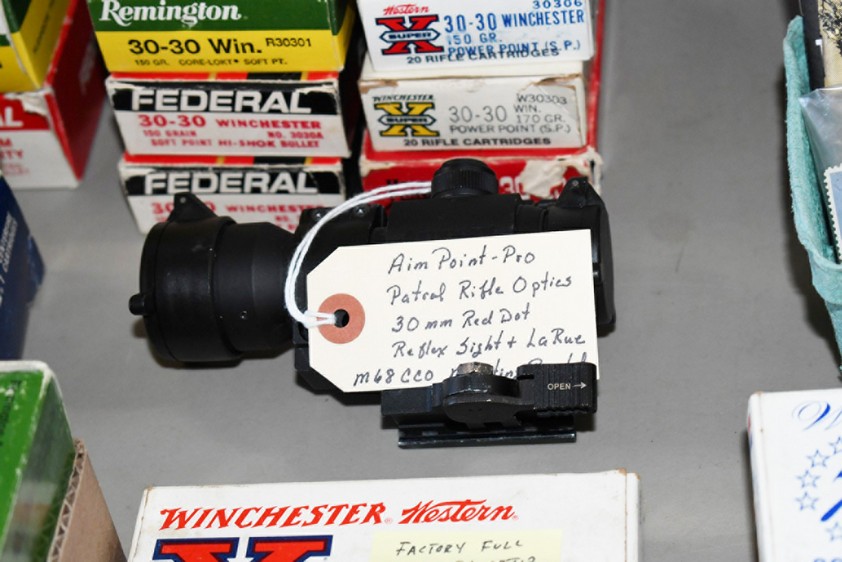 Remington
30-30 Win. R30301
150 GR. CORE-LOKT SOFT PT.
FEDERAL
30-30 WINCHESTER
150 GRAIN NO. 3030A
SOFT POINT HI-SHOK BULLET
FEDERAL
30-30 WINCHESTER
Western
SUPER X
30306
30-30 WINCHESTER
150 GR.
POWER POINT (S.P.)
20 RIFLE CARTRIDGES
WINCHESTER
SUPER X
W30303
30-30 WIN.
170 GR.
POWER POINT (S.P.)
20 RIFLE CARTRIDGES
Aim Point-Pro
Patrol Rifle Optics
30mm Red Dot
Reflex Sight + LaRue
M68 CCO
OPEN →
WINCHESTER Western
X
FACTORY FULL